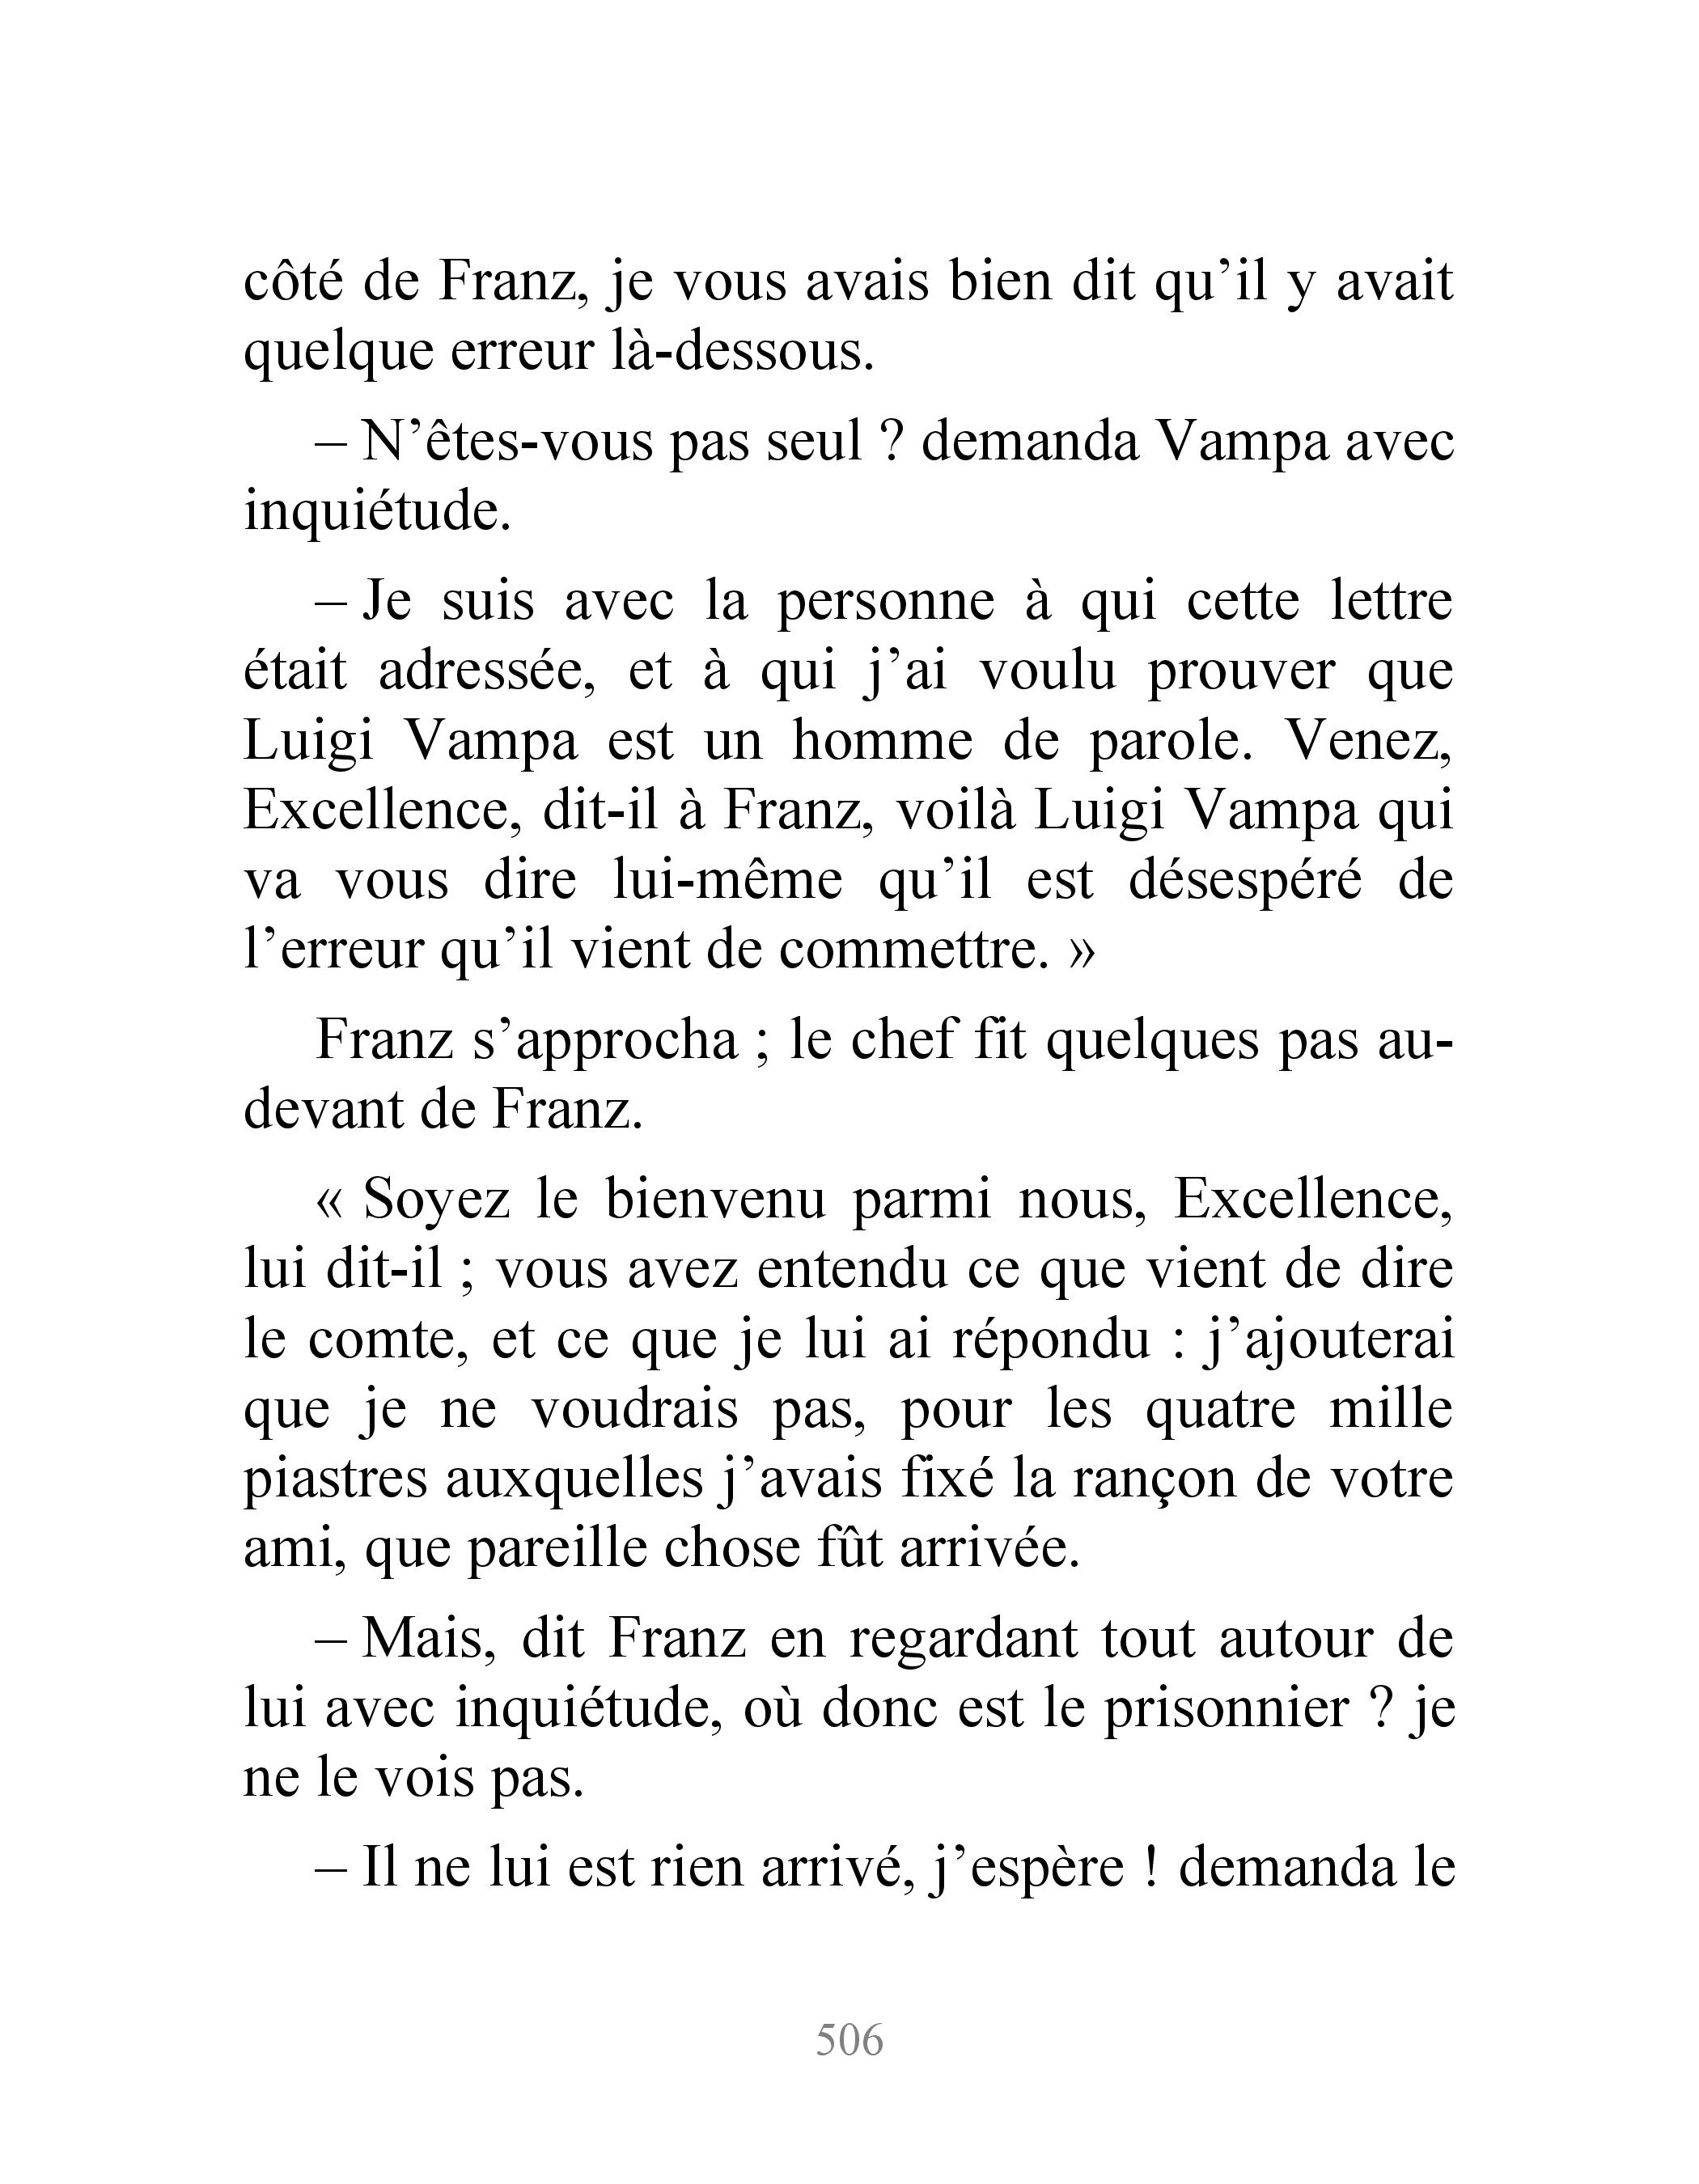 côté de Franz, je vous avais bien dit qu’il y avait
quelque erreur là-dessous.
– N’êtes-vous pas seul ? demanda Vampa avec
inquiétude.
– Je suis avec la personne à qui cette lettre
était adressée, et à qui j’ai voulu prouver que
Luigi Vampa est un homme de parole. Venez,
Excellence, dit-il à Franz, voilà Luigi Vampa qui
va vous dire lui-même qu’il est désespéré de
l’erreur qu’il vient de commettre. »
Franz s’approcha ; le chef fit quelques pas au-
devant de Franz.
« Soyez le bienvenu parmi nous, Excellence,
lui dit-il ; vous avez entendu ce que vient de dire
le comte, et ce que je lui ai répondu : j’ajouterai
que je ne voudrais pas, pour les quatre mille
piastres auxquelles j’avais fixé la rançon de votre
ami, que pareille chose fût arrivée.
– Mais, dit Franz en regardant tout autour de
lui avec inquiétude, où donc est le prisonnier ? je
ne le vois pas.
– Il ne lui est rien arrivé, j’espère ! demanda le
506